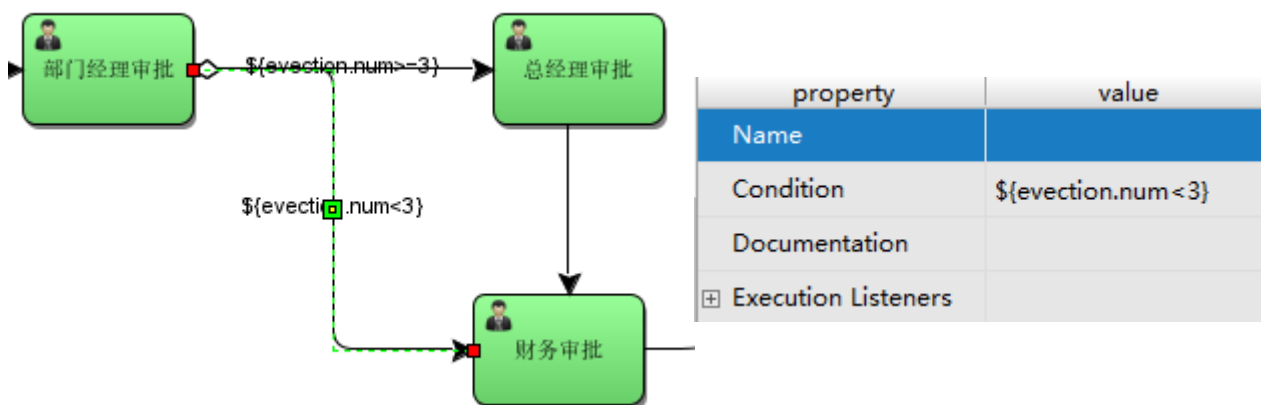 部门经理审批
${evection.num>=3}
总经理审批
${evection.num<3}
财务审批
property value
Name
Condition ${evection.num<3}
Documentation
Execution Listeners